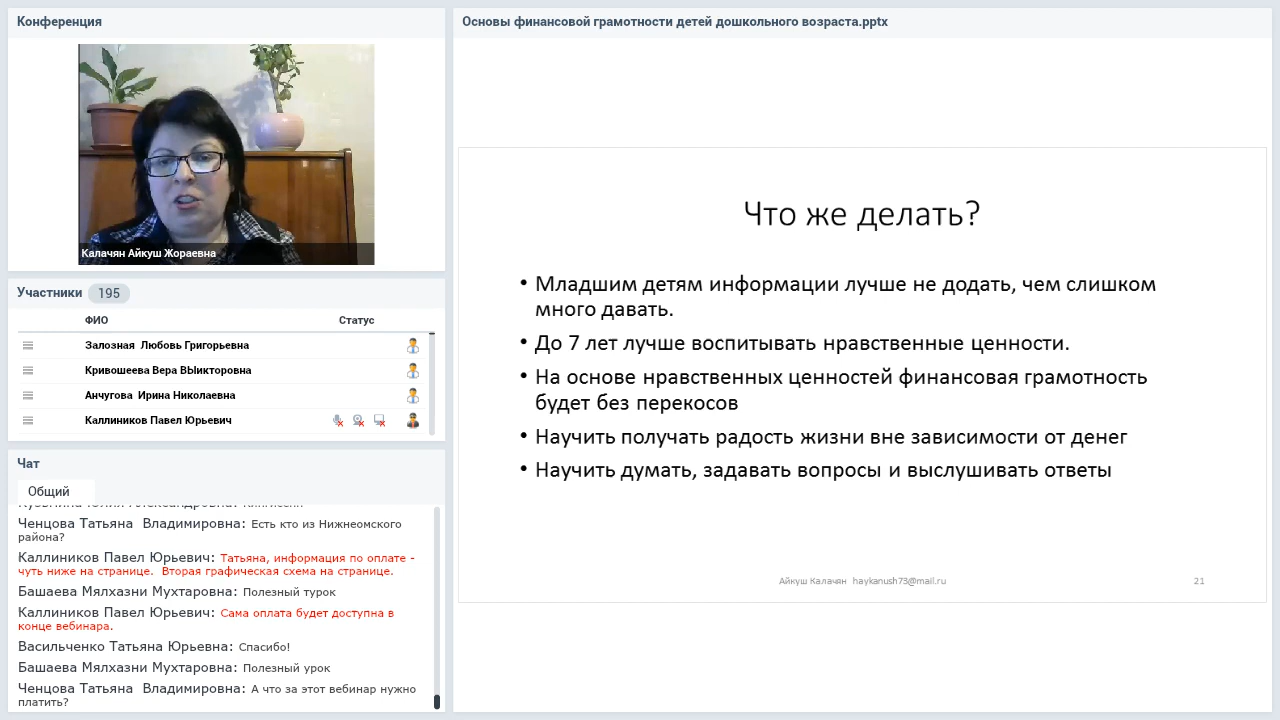 Конференция
Калачян Айкуш Жораевна
Участники 195
ФИО Статус
Залозная Любовь Григорьевна
Кривошеева Вера ВЫикторовна
Анчугова Ирина Николаевна
Каллиников Павел Юрьевич
Чат
Общий
Ченцова Татьяна Владимировна: Есть кто из Нижнеомского
района?
Каллиников Павел Юрьевич: Татьяна, информация по оплате -
чуть ниже на странице. Вторая графическая схема на странице.
Башаева Мялхазни Мухтаровна: Полезный турок
Каллиников Павел Юрьевич: Сама оплата будет доступна в
конце вебинара.
Васильченко Татьяна Юрьевна: Спасибо!
Башаева Мялхазни Мухтаровна: Полезный урок
Ченцова Татьяна Владимировна: А что за этот вебинар нужно
платить?
Основы финансовой грамотности детей дошкольного возраста.pptx
Что же делать?
• Младшим детям информации лучше не додать, чем слишком
много давать.
• До 7 лет лучше воспитывать нравственные ценности.
• На основе нравственных ценностей финансовая грамотность
будет без перекосов
• Научить получать радость жизни вне зависимости от денег
• Научить думать, задавать вопросы и выслушивать ответы
Айкуш Калачян haykanush73@mail.ru
21